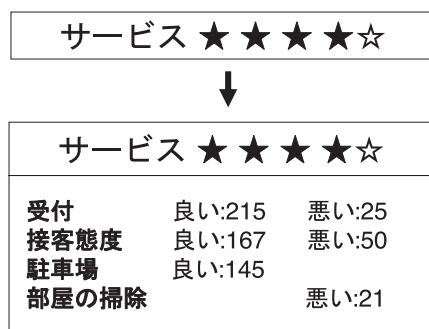 サービス ★ ★ ★ ★ ☆
サービス ★ ★ ★ ★ ☆
受付 良い:215 悪い:25
接客態度 良い:167 悪い:50
駐車場 良い:145
部屋の掃除 悪い:21